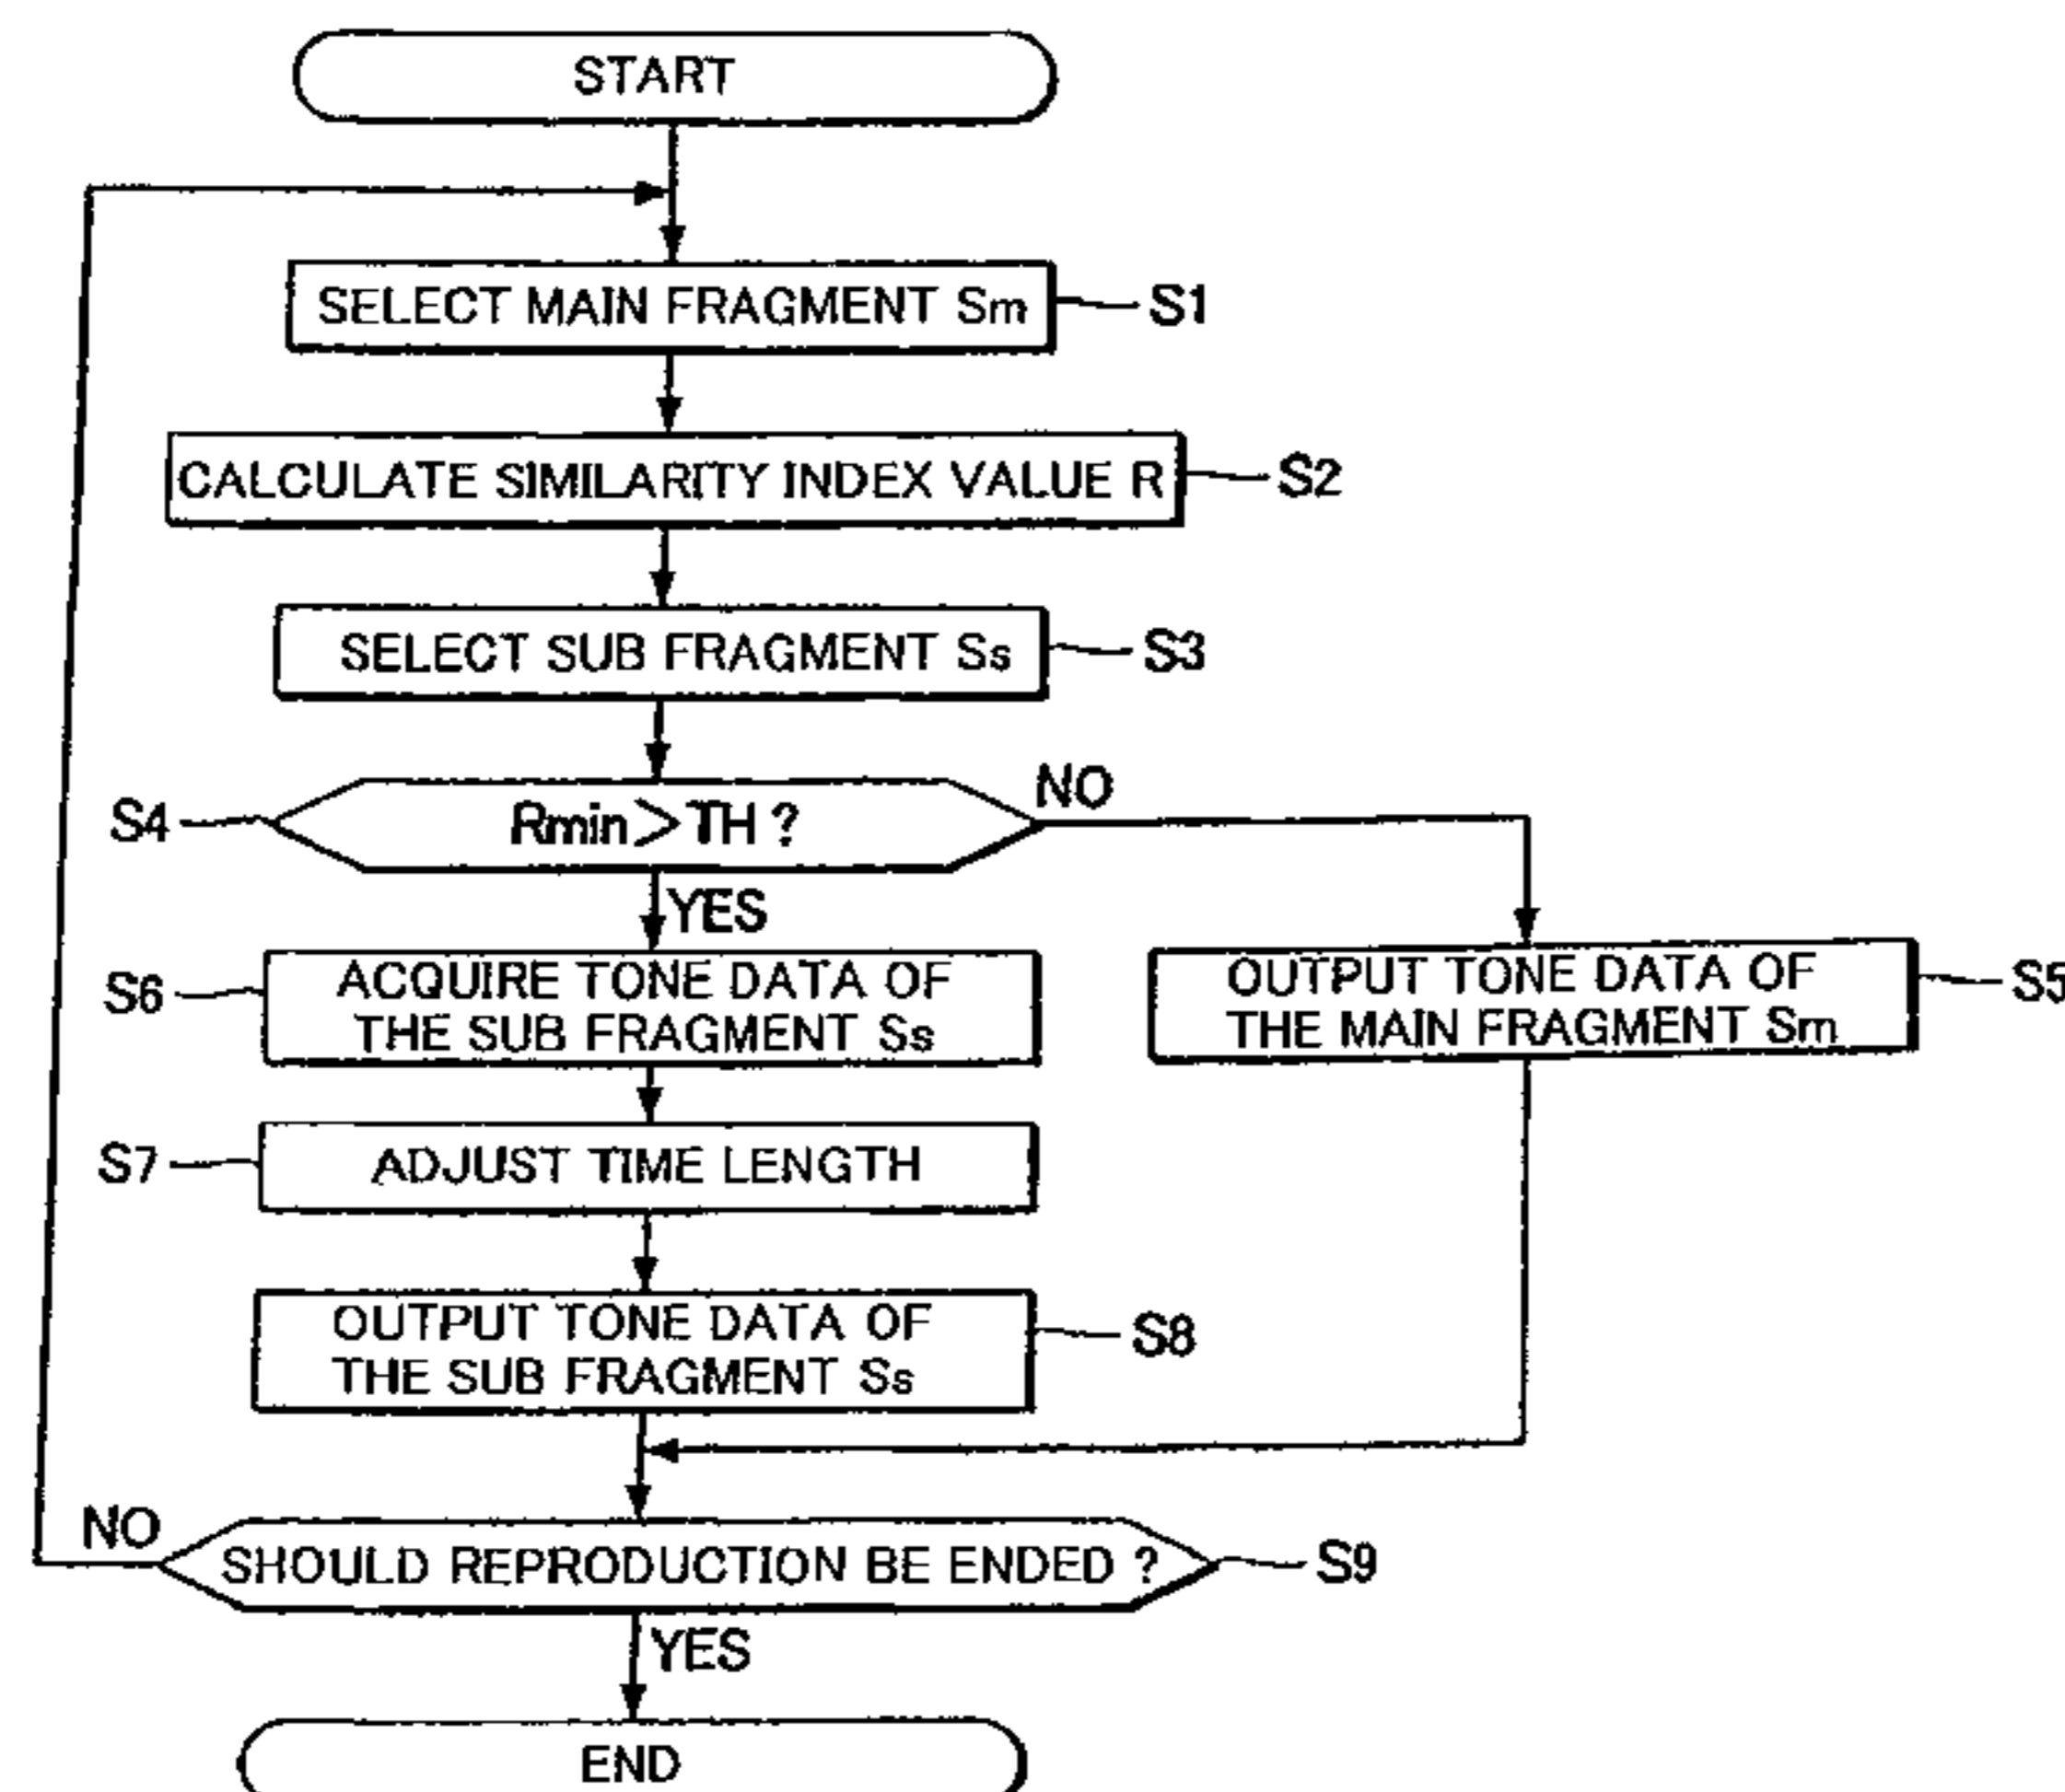 START
SELECT MAIN FRAGMENT Sm
S1
CALCULATE SIMILARITY INDEX VALUE R
S2
SELECT SUB FRAGMENT Ss
S3
S4
Rmin>TH?
NO
YES
S6
ACQUIRE TONE DATA OF
THE SUB FRAGMENT Ss
OUTPUT TONE DATA OF
THE MAIN FRAGMENT Sm
S5
S7
ADJUST TIME LENGTH
OUTPUT TONE DATA OF
THE SUB FRAGMENT Ss
S8
NO
SHOULD REPRODUCTION BE ENDED ?
S9
YES
END